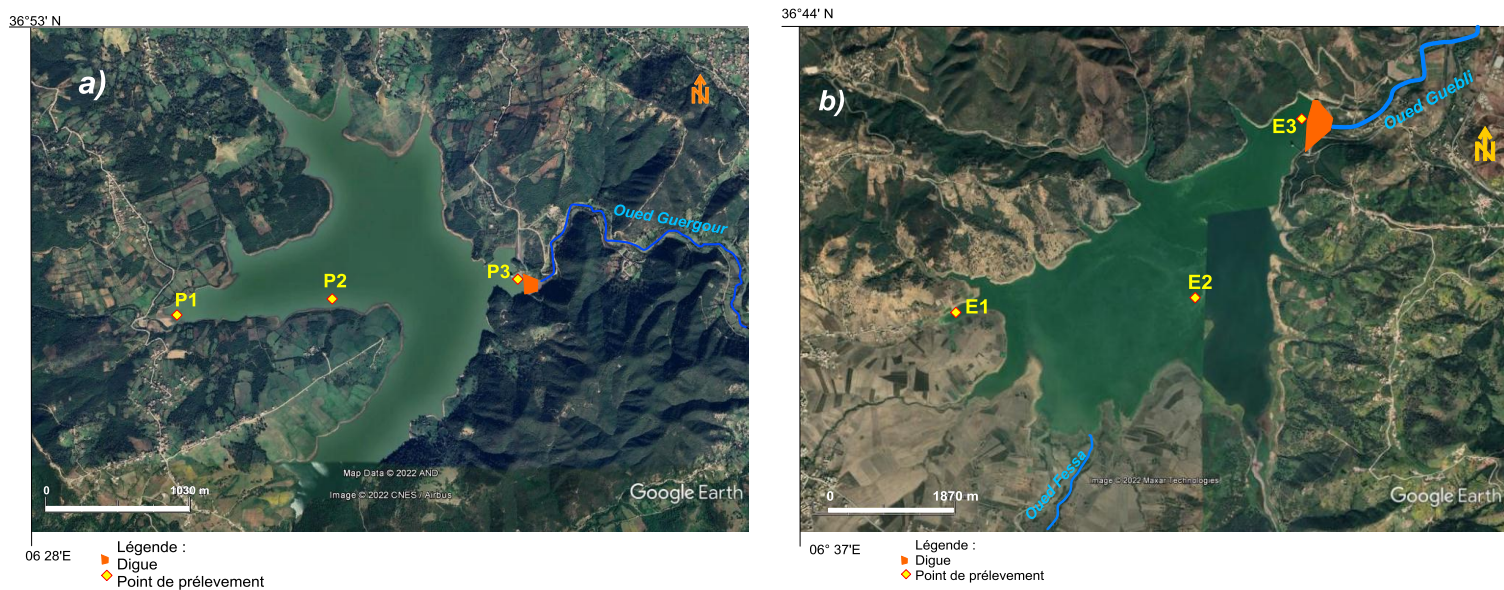 36°53' N
a)
N
Oued Guergour
P1
P2
P3
Map Data © 2022 AND
Image © 2022 CNES / Airbus
Google Earth
0
1030 m
06 28'E
Légende :
Digue
Point de prélevement
36°44' N
b)
N
Oued Guebli
E3
E1
E2
Oued Fessa
Image © 2022 Maxar Technologies
Google Earth
0
1870 m
06° 37'E
Légende :
Digue
Point de prélevement